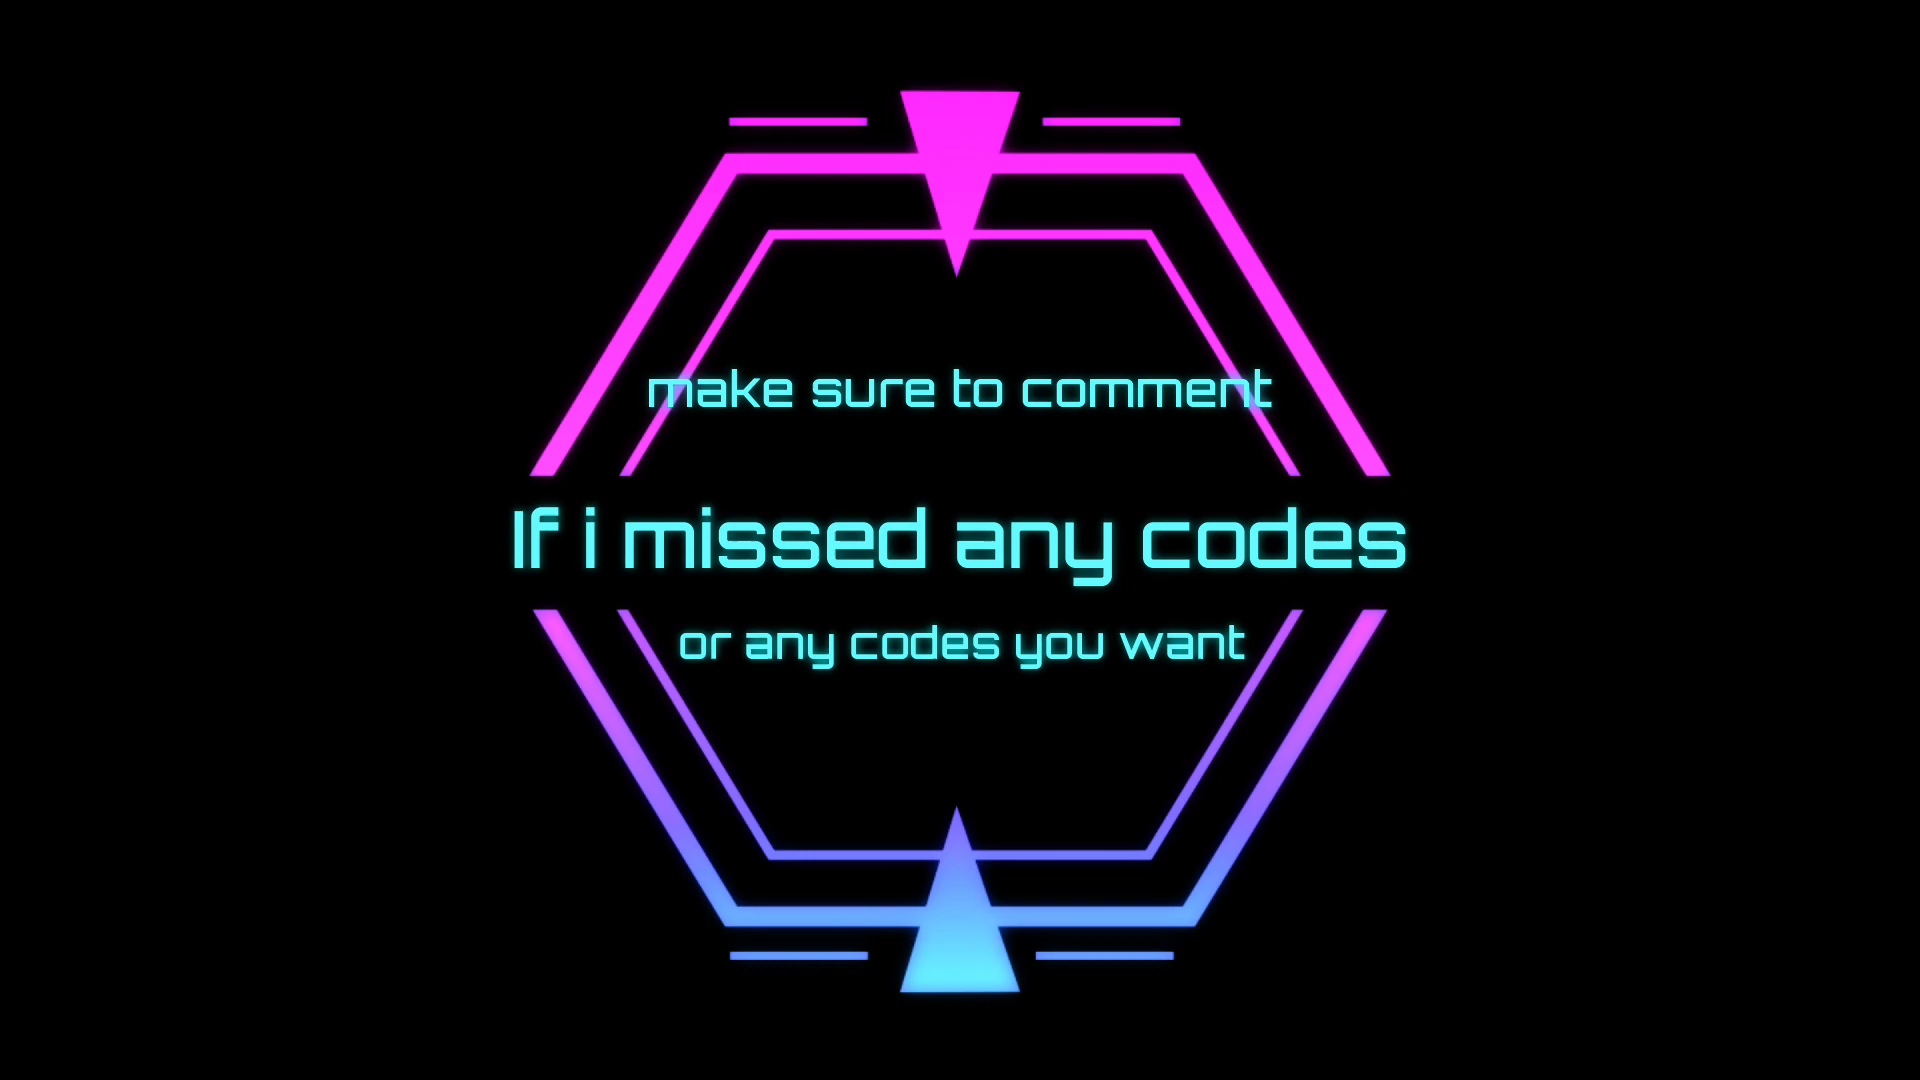 make sure to comment
If i missed any codes
or any codes you want